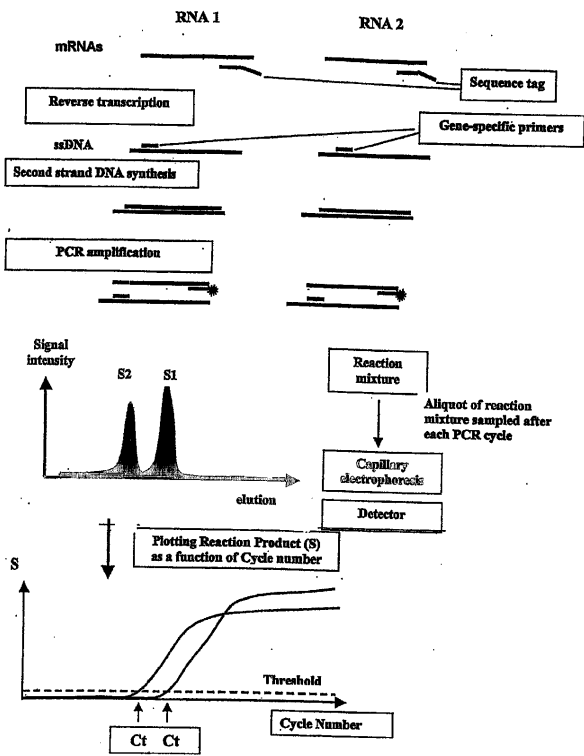 RNA 1
RNA 2
mRNAs
Sequence tag
Reverse transcription
Gene-specific primers
ssDNA
Second strand DNA synthesis
PCR amplification
Signal
intensity
S2
S1
elution
Reaction
mixture
Aliquot of reaction
mixture sampled after
each PCR cycle
Capillary
electrophoresis
Detector
Plotting Reaction Product (S)
as a function of Cycle number
S
Threshold
Cycle Number
Ct
Ct